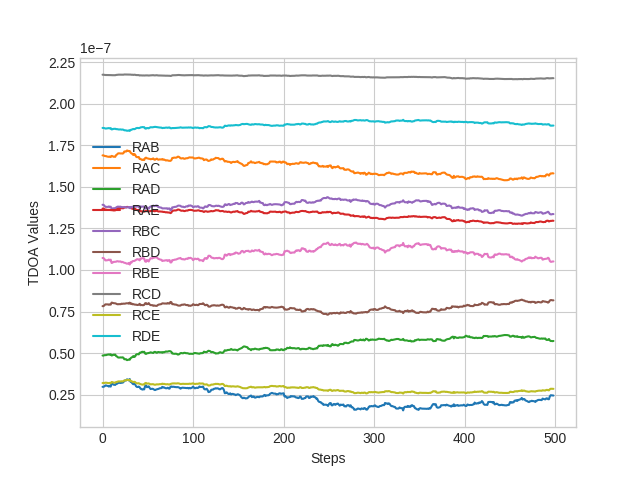 1e−7
2.25
2.00
1.75
1.50
1.25
1.00
0.75
0.50
0.25
TDOA Values
RAB
RAC
RAD
RAE
RBC
RBD
RBE
RCD
RCE
RDE
0 100 200 300 400 500
Steps